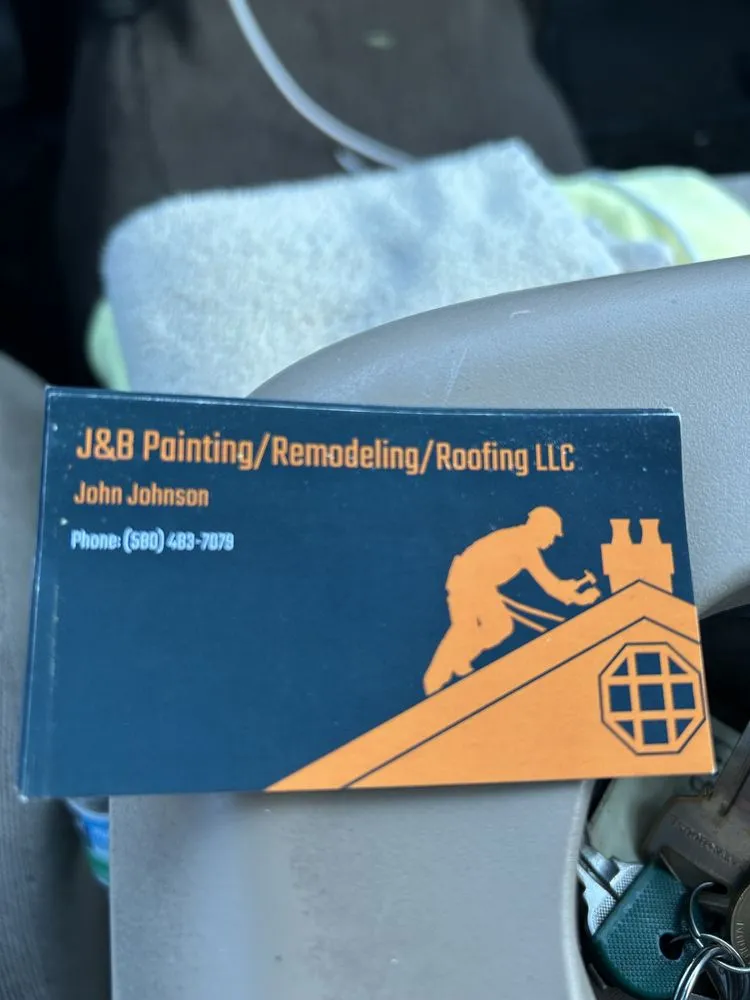 J&B Painting/Remodeling/Roofing LLC
John Johnson
Phone: (580) 483-7079